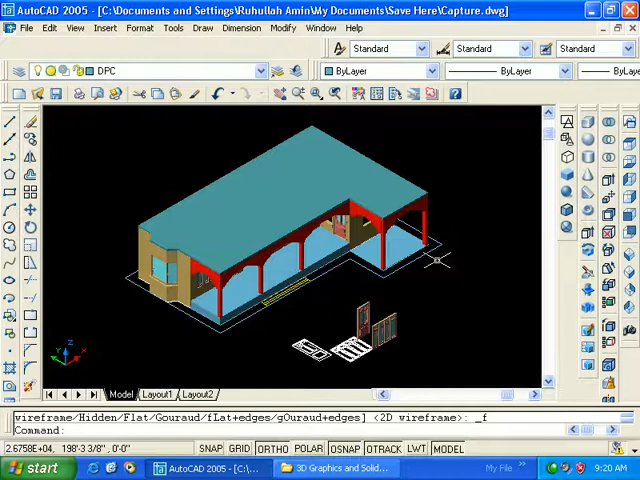 AutoCAD 2005 - [C:\Documents and Settings\Ruhullah Amin\My Documents\Save Here\Capture.dwg]
File Edit View Insert Format Tools Draw Dimension Modify Window Help
Standard Standard Standard
DPC ByLayer ByLayer ByLayer
Z
Y X
Model Layout1 Layout2
wireframe/Hidden/Flat/Gouraud/fLat+edges/gOuraud+edges] <2D wireframe>: _f
Command:
2.6758E+04, 198'-3 3/8", 0'-0" SNAP GRID ORTHO POLAR OSNAP OTRACK LWT MODEL
start AutoCAD 2005 - [C:\... 3D Graphics and Solid... My File » 9:20 AM